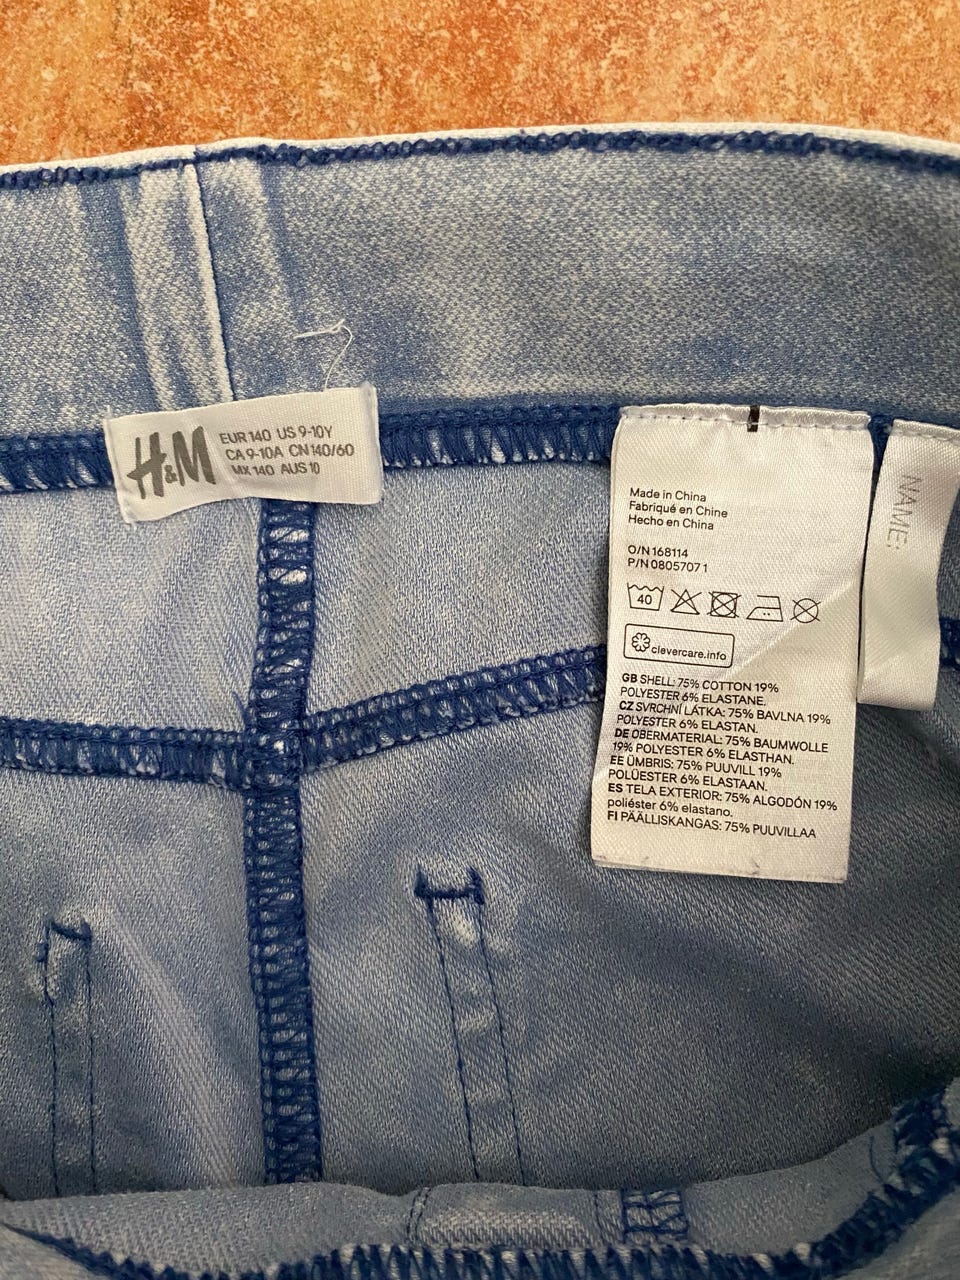 H&M
EUR 140 US 9-10Y
CA 9-10A CN 140/60
MX 140 AUS 10
Made in China
Fabriqué en Chine
Hecho en China
O/N 168114
P/N 0805707 1
40
clevercare.info
GB SHELL: 75% COTTON 19%
POLYESTER 6% ELASTANE.
CZ SVRCHNÍ LÁTKA: 75% BAVLNA 19%
POLYESTER 6% ELASTAN.
DE OBERMATERIAL: 75% BAUMWOLLE
19% POLYESTER 6% ELASTHAN.
EE ÜMBRIS: 75% PUUVILL 19%
POLÜESTER 6% ELASTAAN.
ES TELA EXTERIOR: 75% ALGODÓN 19%
poliéster 6% elastano.
FI PÄÄLLISKANGAS: 75% PUUVILLAA
NAME: